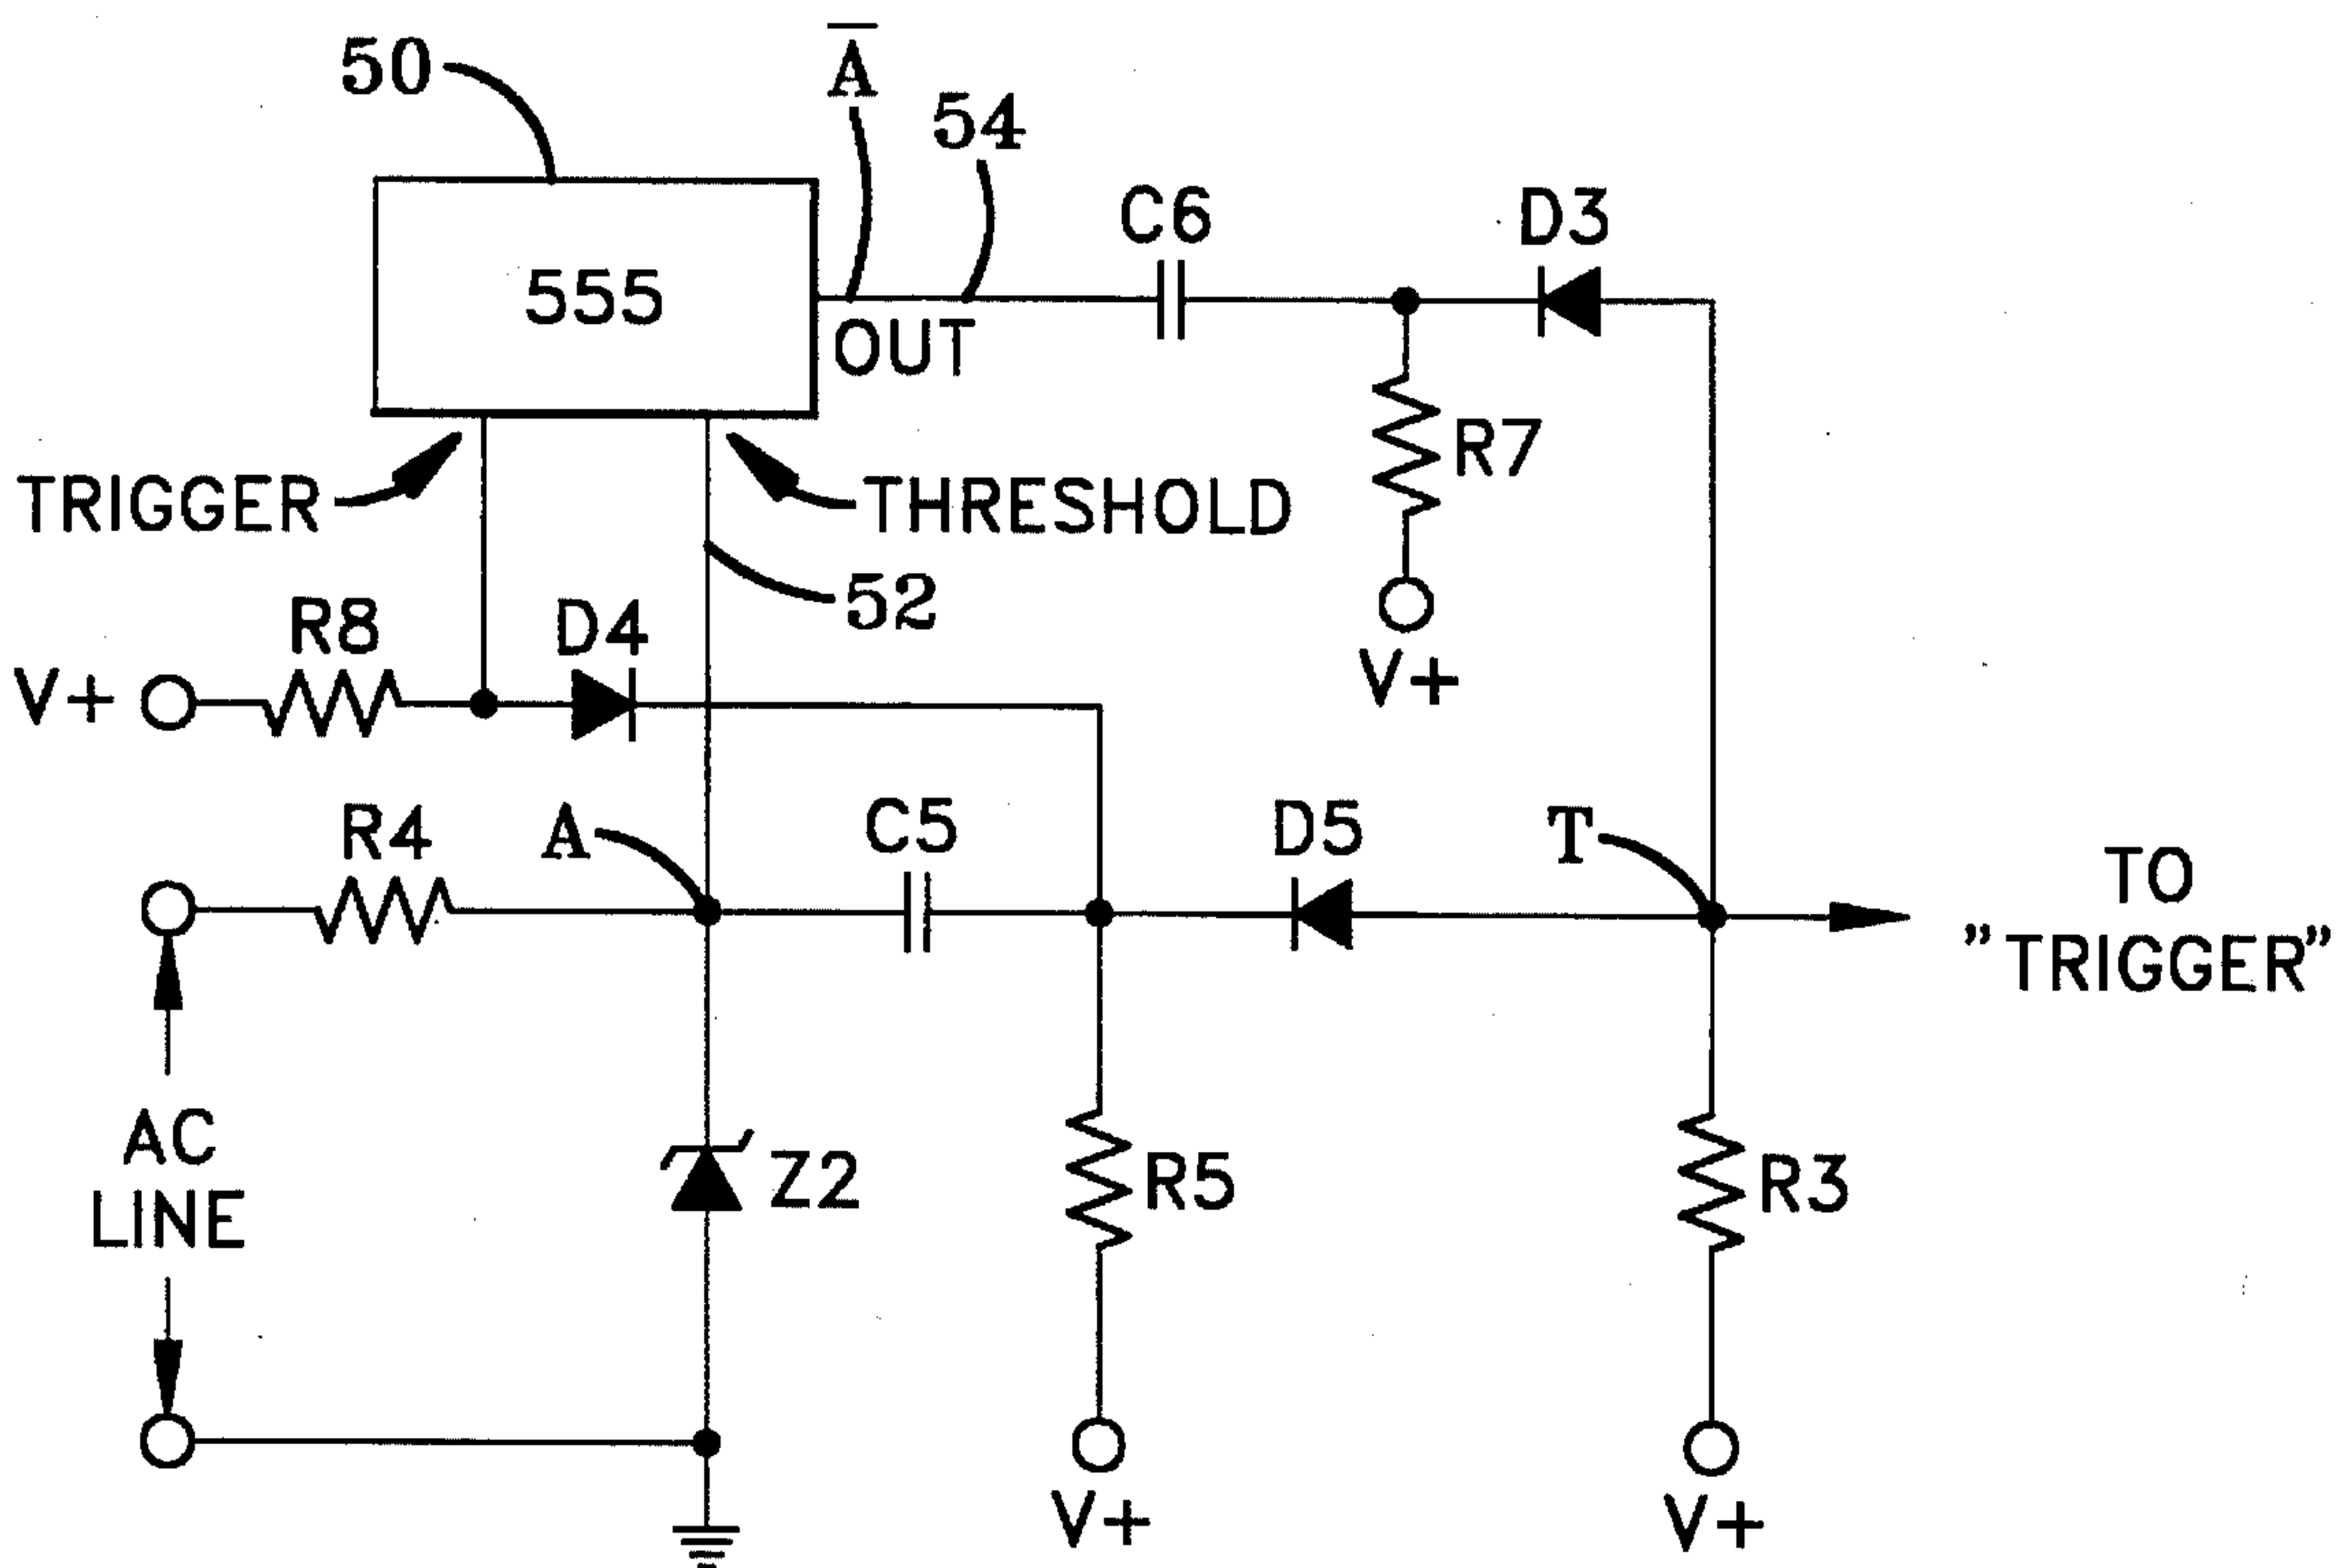 50
A̅
54
C6
D3
555
OUT
R7
TRIGGER
THRESHOLD
52
R8
D4
V+
V+
R4
A
C5
D5
T
TO
"TRIGGER"
AC
LINE
Z2
R5
R3
V+
V+